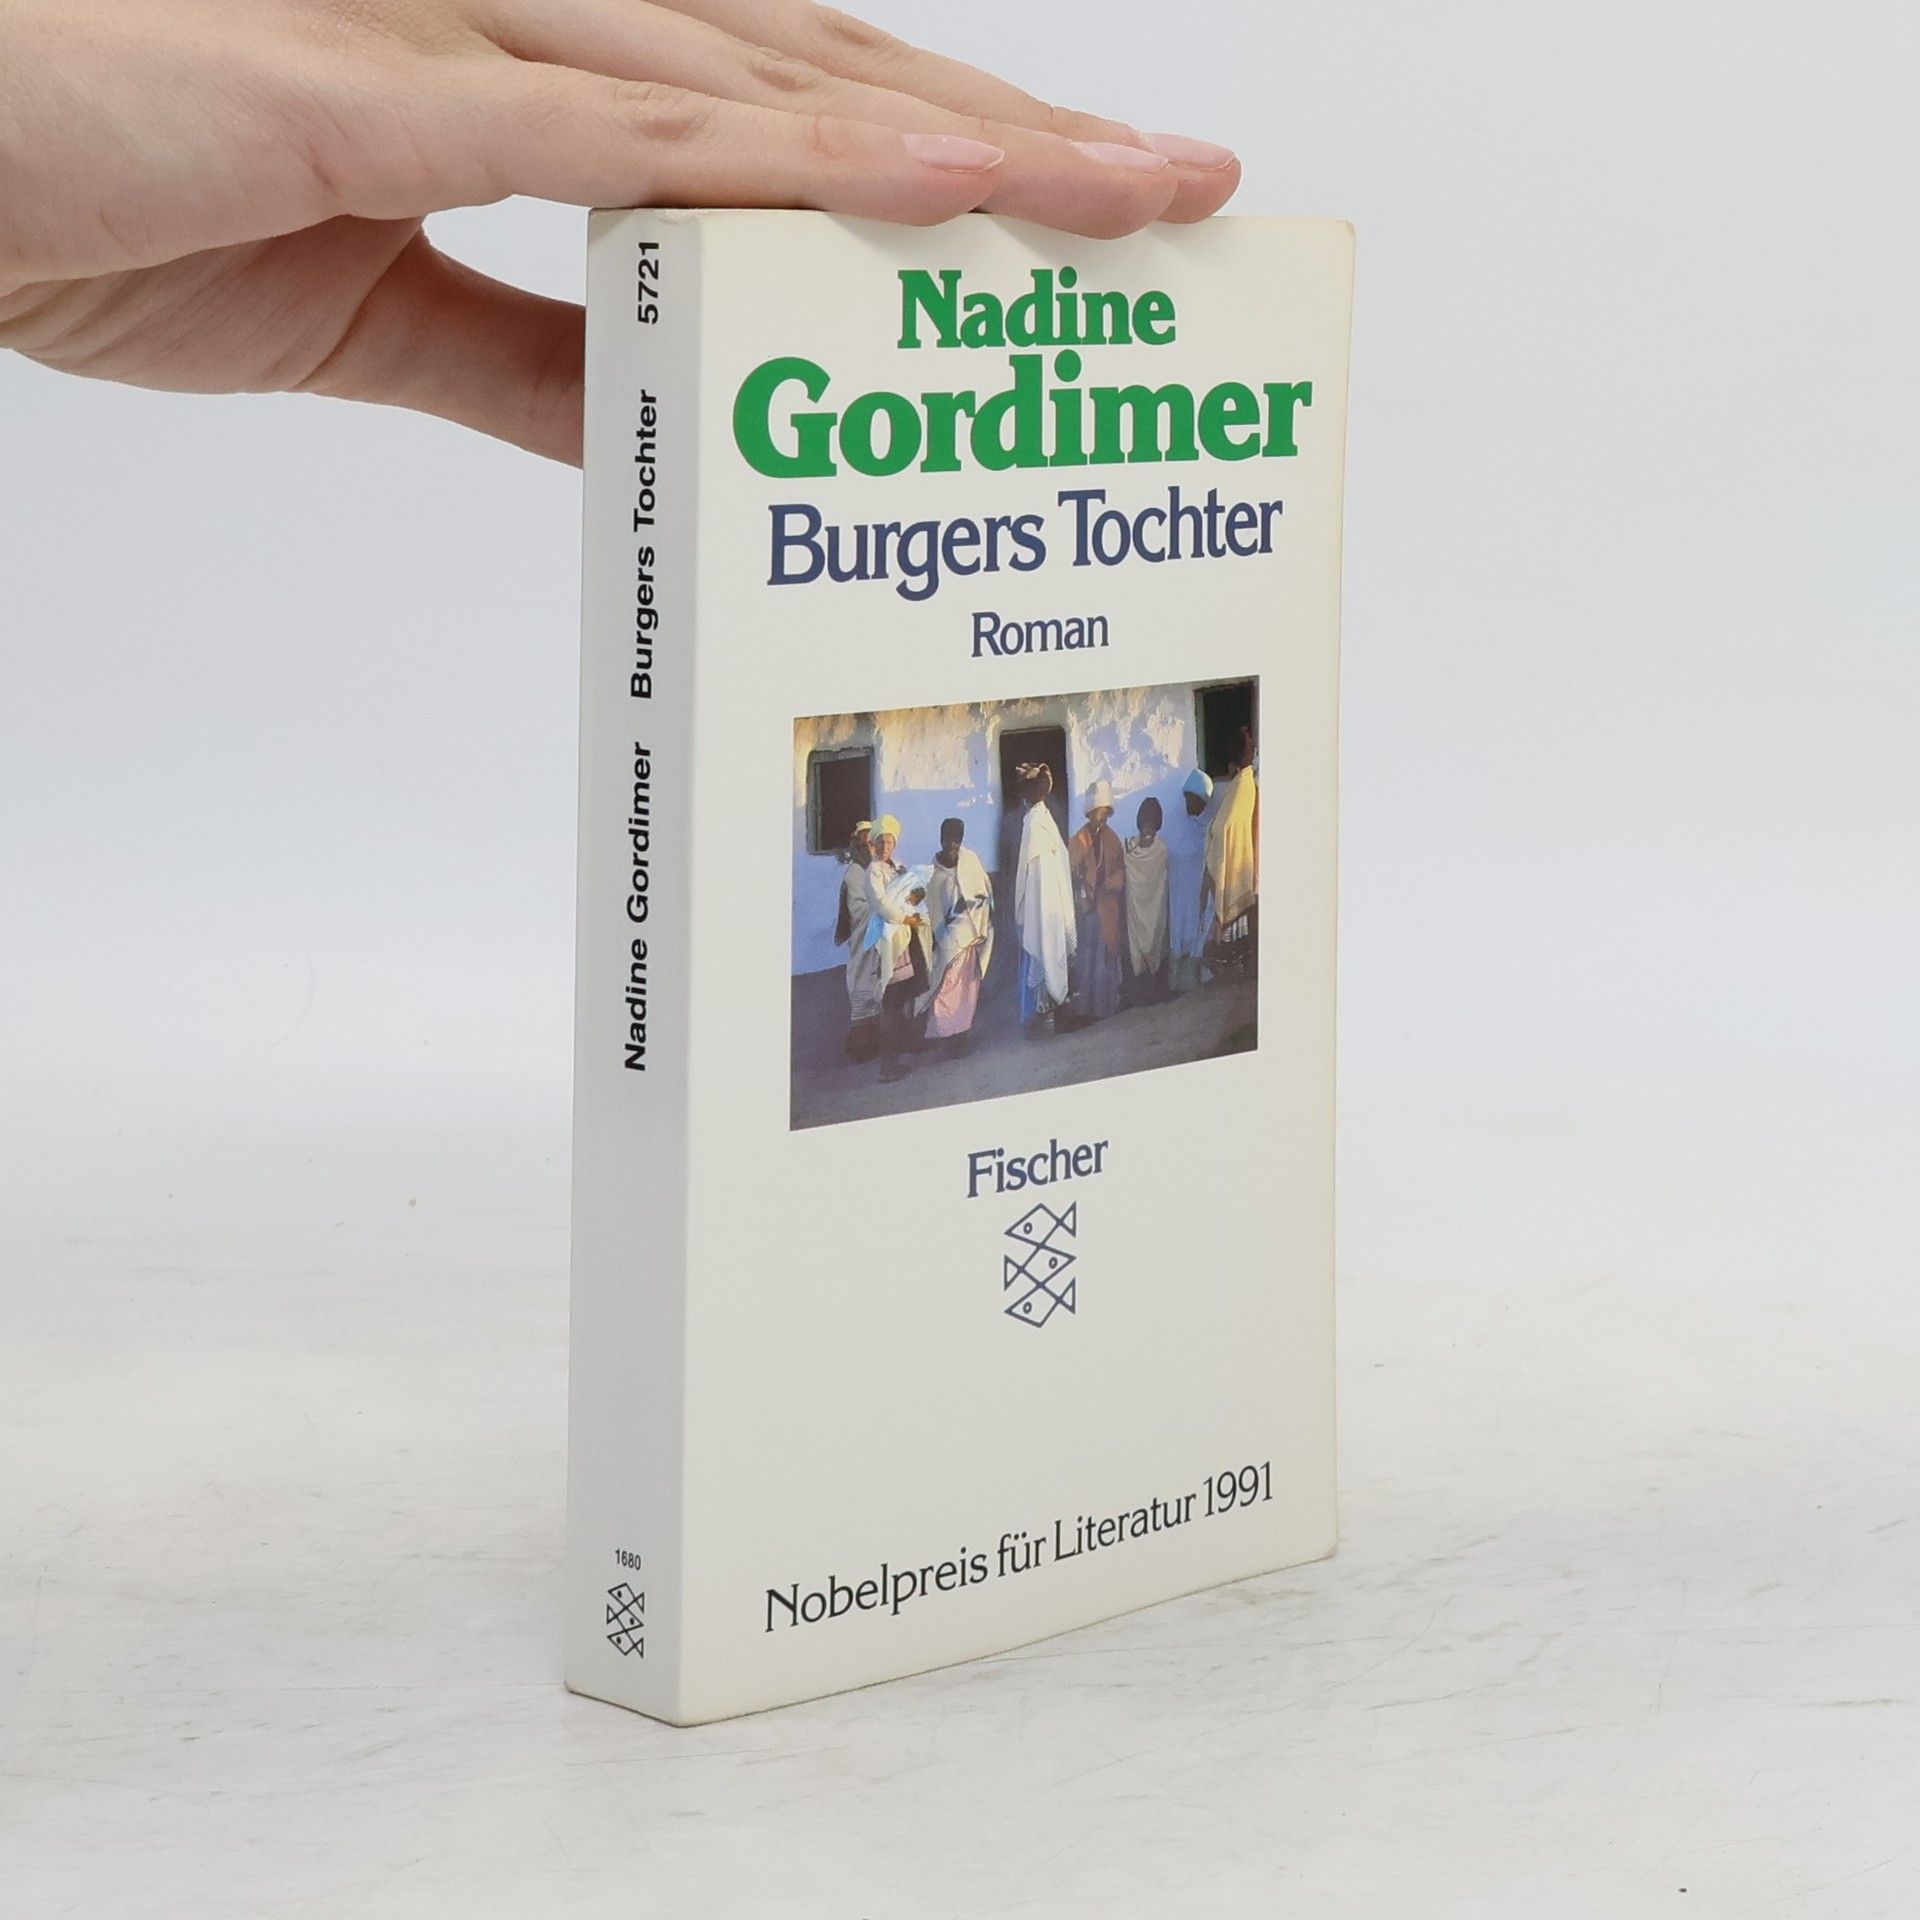 Nadine
Gordimer
Burgers Tochter
Roman
Fischer
Nobelpreis für Literatur 1991
Nadine Gordimer Burgers Tochter 5721
1680